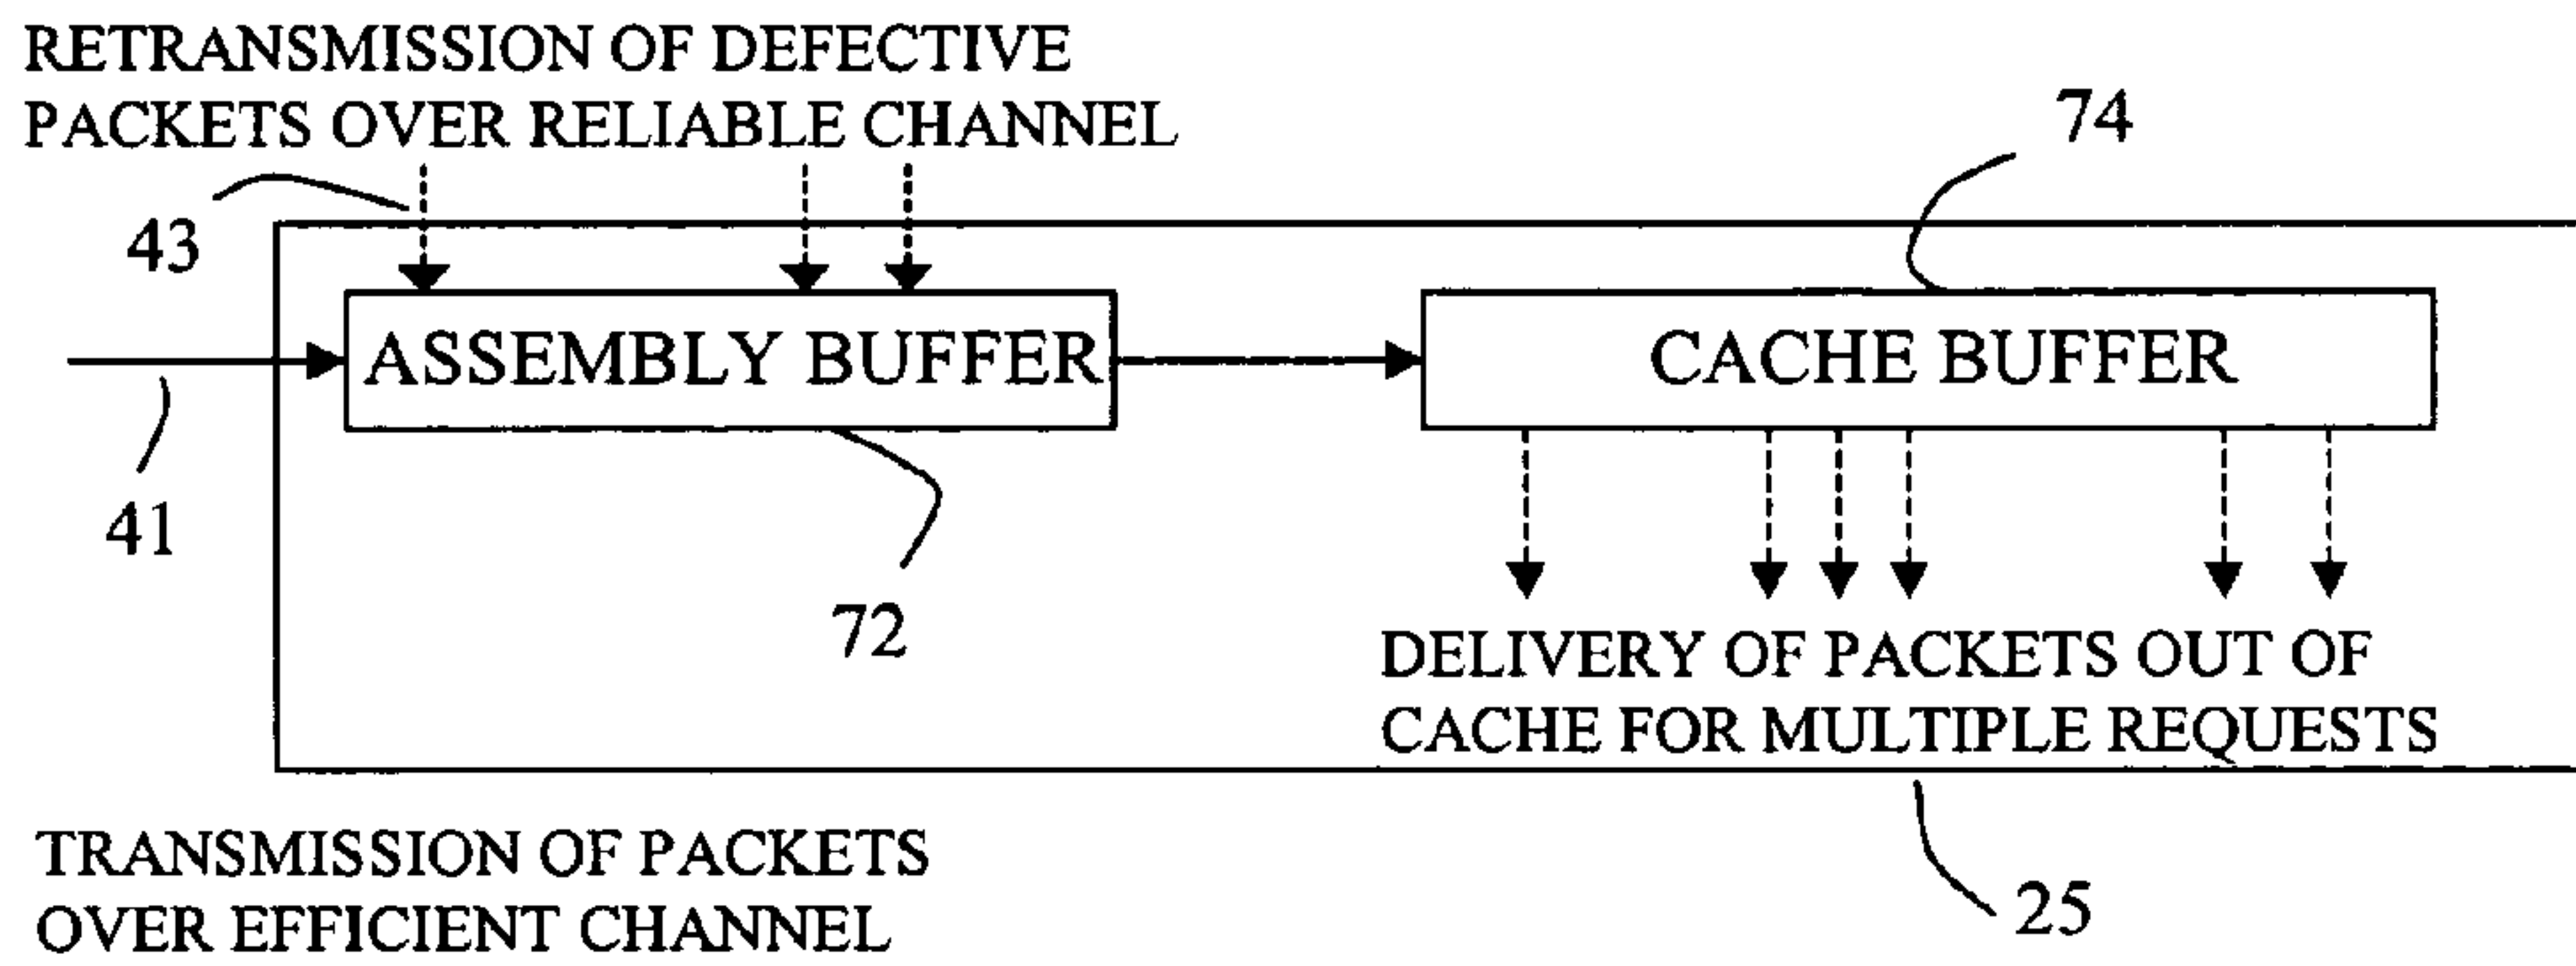 RETRANSMISSION OF DEFECTIVE
PACKETS OVER RELIABLE CHANNEL
74
43
ASSEMBLY BUFFER
CACHE BUFFER
41
72
DELIVERY OF PACKETS OUT OF
CACHE FOR MULTIPLE REQUESTS
TRANSMISSION OF PACKETS
OVER EFFICIENT CHANNEL
25